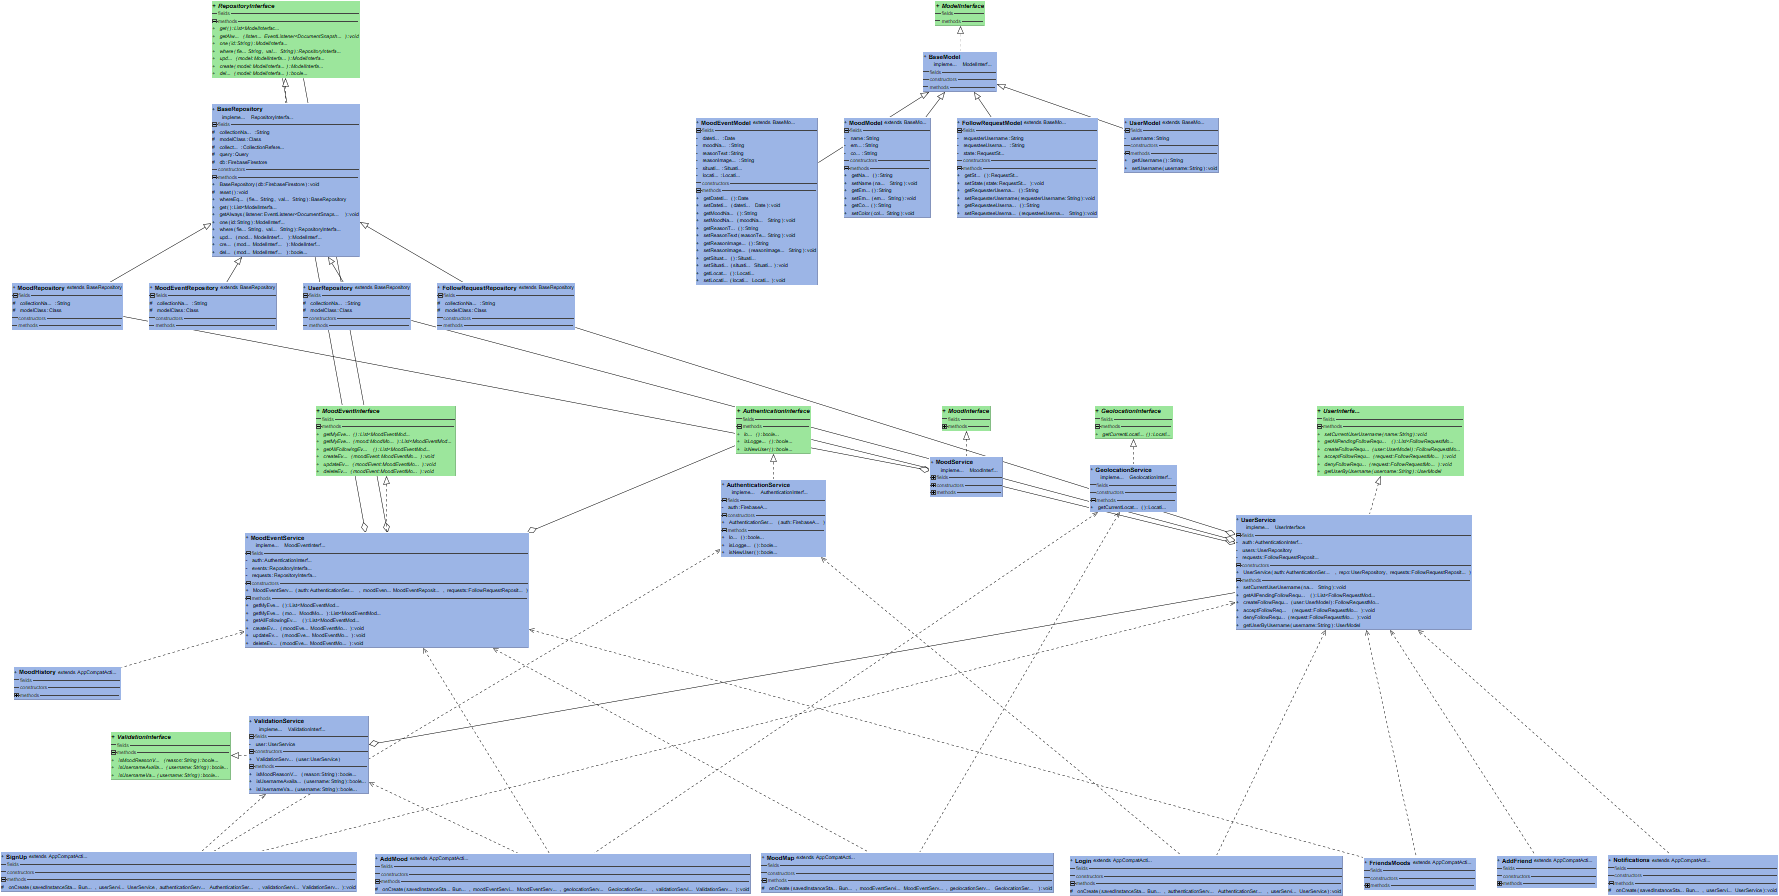 + RepositoryInterface
fields
methods
+ get():List<ModelInterfac...
+ getAlw... (listen... EventListener<DocumentSnapsh... ):void
+ one(id:String):ModelInterfa...
+ where(fie... String, val... String):RepositoryInterfa...
+ upd... (model:ModelInterfa... ):ModelInterfa...
+ create(model:ModelInterfa... ):ModelInterfa...
+ del... (model:ModelInterfa... ):boole...
+ ModelInterface
fields
methods
+ BaseModel
impleme... ModelInterf...
fields
constructors
methods
+ BaseRepository
impleme... RepositoryInterfa...
fields
# collectionNa... :String
# modelClass:Class
# collect... :CollectionRefere...
# query:Query
# db:FirebaseFirestore
constructors
methods
+ BaseRepository(db:FirebaseFirestore):void
# reset():void
+ whereEq... (fie... String, val... String):BaseRepository
+ get():List<ModelInterfa...
+ getAlways(listener:EventListener<DocumentSnaps... ):void
+ one(id:String):ModelInterf...
+ where(fie... String, val... String):RepositoryInterfa...
+ upd... (mod... ModelInterf... ):ModelInterf...
+ cre... (mod... ModelInterf... ):ModelInterf...
+ del... (mod... ModelInterf... ):boole...
+ MoodEventModel extends BaseMo...
fields
- dateti... :Date
- moodNa... :String
- reasonText:String
- reasonImage... :String
- situati... :Situati...
- locati... :Locati...
constructors
methods
+ getDateti... ():Date
+ setDateti... (dateti... Date):void
+ getMoodNa... ():String
+ setMoodNa... (moodNa... String):void
+ getReasonT... ():String
+ setReasonText(reasonTe... String):void
+ getReasonImage... ():String
+ setReasonImage... (reasonImage... String):void
+ getSituati... ():Situati...
+ setSituati... (situati... Situati... ):void
+ getLocati... ():Locati...
+ setLocati... (locati... Locati... ):void
+ MoodModel extends BaseMo...
fields
- name:String
- em... :String
- co... :String
constructors
methods
+ getNa... ():String
+ setName(na... String):void
+ getEm... ():String
+ setEm... (em... String):void
+ getCo... ():String
+ setColor(col... String):void
+ FollowRequestModel extends BaseMo...
fields
- requesterUsername:String
- requesteeUserna... :String
- state:RequestSt...
constructors
methods
+ getSt... ():RequestSt...
+ setState(state:RequestSt... ):void
+ getRequesterUserna... ():String
+ setRequesterUsername(requesterUsername:String):void
+ getRequesteeUserna... ():String
+ setRequesteeUserna... (requesteeUserna... String):void
+ UserModel extends BaseMo...
fields
- username:String
constructors
methods
+ getUsername():String
+ setUsername(username:String):void
+ MoodRepository extends BaseRepository
fields
# collectionNa... :String
# modelClass:Class
constructors
methods
+ MoodEventRepository extends BaseRepository
fields
# collectionNa... :String
# modelClass:Class
constructors
methods
+ UserRepository extends BaseRepository
fields
# collectionNa... :String
# modelClass:Class
constructors
methods
+ FollowRequestRepository extends BaseRepository
fields
# collectionNa... :String
# modelClass:Class
constructors
methods
+ MoodEventInterface
fields
methods
+ getMyEve... ():List<MoodEventMod...
+ getMyEve... (mood:MoodMo... ):List<MoodEventMod...
+ getAllFollowingEv... ():List<MoodEventMod...
+ createEv... (moodEvent:MoodEventMo... ):void
+ updateEv... (moodEvent:MoodEventMo... ):void
+ deleteEv... (moodEvent:MoodEventMo... ):void
+ AuthenticationInterface
fields
methods
+ lo... ():boole...
+ isLogge... ():boole...
+ isNewUser():boole...
+ MoodInterface
fields
methods
+ GeolocationInterface
fields
methods
+ getCurrentLocati... ():Locati...
+ UserInterfa...
fields
methods
+ setCurrentUserUsername(name:String):void
+ getAllPendingFollowRequ... ():List<FollowRequestMo...
+ createFollowRequ... (user:UserModel):FollowRequestMo...
+ acceptFollowRequ... (request:FollowRequestMo... ):void
+ denyFollowRequ... (request:FollowRequestMo... ):void
+ getUserByUsername(username:String):UserModel
+ MoodService
impleme... MoodInterf...
fields
constructors
methods
+ GeolocationService
impleme... GeolocationInterf...
fields
constructors
methods
+ getCurrentLocat... ():Locati...
+ AuthenticationService
impleme... AuthenticationInterf...
fields
- auth:FirebaseA...
constructors
+ AuthenticationSer... (auth:FirebaseA... )
methods
+ lo... ():boole...
+ isLogge... ():boole...
+ isNewUser():boole...
+ MoodEventService
impleme... MoodEventInterf...
fields
- auth:AuthenticationInterf...
- events:RepositoryInterfa...
- requests:RepositoryInterfa...
constructors
+ MoodEventServi... (auth:AuthenticationSer... , moodEven... MoodEventReposit... , requests:FollowRequestReposit... )
methods
+ getMyEve... ():List<MoodEventMod...
+ getMyEve... (mo... MoodMo... ):List<MoodEventMod...
+ getAllFollowingEv... ():List<MoodEventMod...
+ createEv... (moodEve... MoodEventMo... ):void
+ updateEv... (moodEve... MoodEventMo... ):void
+ deleteEv... (moodEve... MoodEventMo... ):void
+ UserService
impleme... UserInterface
fields
- auth:AuthenticationInterf...
- users:UserRepository
- requests:FollowRequestReposit...
constructors
+ UserService(auth:AuthenticationSer... , repo:UserRepository, requests:FollowRequestReposit... )
methods
+ setCurrentUserUsername(na... String):void
+ getAllPendingFollowRequ... ():List<FollowRequestMod...
+ createFollowRequ... (user:UserModel):FollowRequestMo...
+ acceptFollowReq... (request:FollowRequestMo... ):void
+ denyFollowRequ... (request:FollowRequestMo... ):void
+ getUserByUsername(username:String):UserModel
+ MoodHistory extends AppCompatActi...
fields
constructors
methods
+ ValidationService
impleme... ValidationInterf...
fields
- user:UserService
constructors
+ ValidationServ... (user:UserService)
methods
+ isMoodReasonV... (reason:String):boole...
+ isUsernameAvaila... (username:String):boole...
+ isUsernameVa... (username:String):boole...
+ ValidationInterface
fields
methods
+ isMoodReasonV... (reason:String):boole...
+ isUsernameAvaila... (username:String):boole...
+ isUsernameVa... (username:String):boole...
+ SignUp extends AppCompatActi...
fields
constructors
methods
# onCreate(savedInstanceSta... Bun... , userServi... UserService, authenticationServi... AuthenticationSer... , validationServi... ValidationServ... ):void
+ AddMood extends AppCompatActi...
fields
constructors
methods
# onCreate(savedInstanceSta... Bun... , moodEventServi... MoodEventService, geolocationServi... GeolocationSer... , validationServi... ValidationServ... ):void
+ MoodMap extends AppCompatActi...
fields
constructors
methods
# onCreate(savedInstanceSta... Bun... , moodEventServi... MoodEventService, geolocationServi... GeolocationSer... ):void
+ Login extends AppCompatActi...
fields
constructors
methods
# onCreate(savedInstanceSta... Bun... , authenticationServi... AuthenticationSer... , userServi... UserService):void
+ FriendsMoods extends AppCompatActi...
fields
constructors
methods
+ AddFriend extends AppCompatActi...
fields
constructors
methods
+ Notifications extends AppCompatActi...
fields
constructors
methods
# onCreate(savedInstanceSta... Bun... , userServi... UserService):void